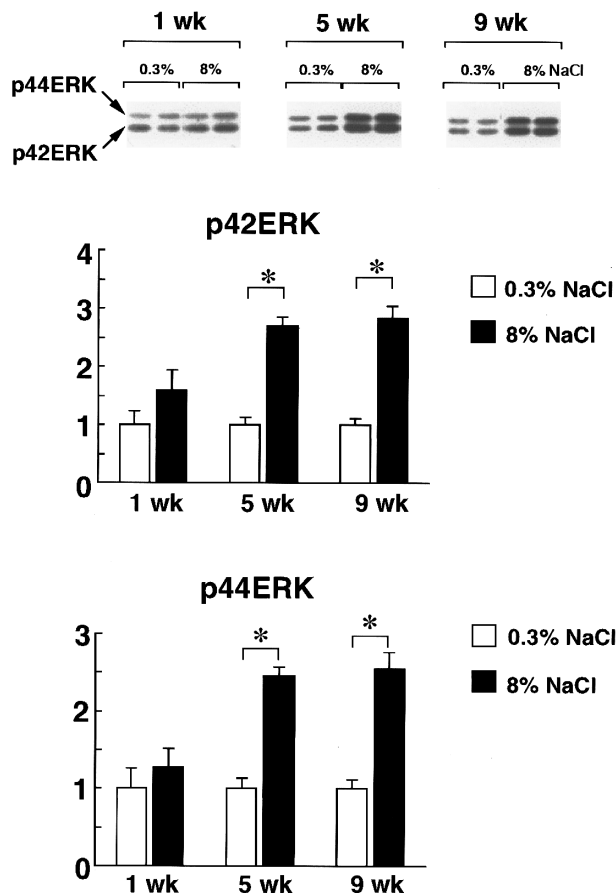 1 wk 5 wk 9 wk
0.3% 8% 0.3% 8% 0.3% 8% NaCl
p44ERK
p42ERK
p42ERK
4
3
2
1
0
* *
0.3% NaCl
8% NaCl
1 wk 5 wk 9 wk
p44ERK
3
2
1
0
* *
0.3% NaCl
8% NaCl
1 wk 5 wk 9 wk